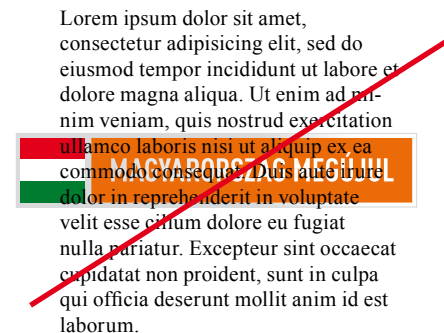 Lorem ipsum dolor sit amet,
consectetur adipisicing elit, sed do
eiusmod tempor incididunt ut labore et
dolore magna aliqua. Ut enim ad mi-
nim veniam, quis nostrud exercitation
ullamco laboris nisi ut aliquip ex ea
MAGYARORSZÁG MEGÚJUL
commodo consequat. Duis aute irure
dolor in reprehenderit in voluptate
velit esse cillum dolore eu fugiat
nulla pariatur. Excepteur sint occaecat
cupidatat non proident, sunt in culpa
qui officia deserunt mollit anim id est
laborum.